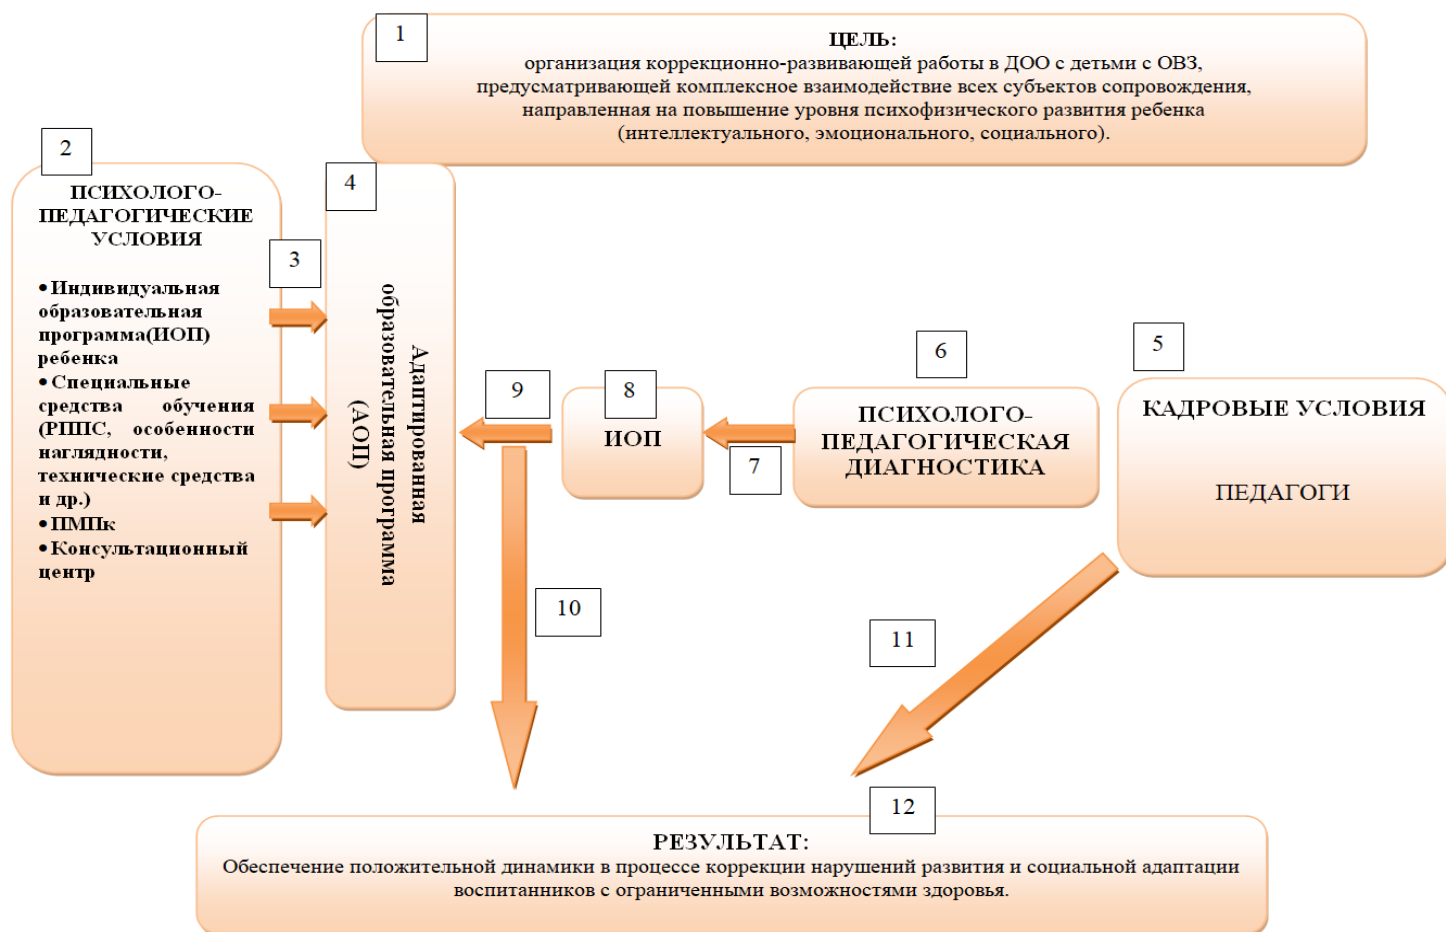 1
ЦЕЛЬ:
организация коррекционно-развивающей работы в ДОО с детьми с ОВЗ,
предусматривающей комплексное взаимодействие всех субъектов сопровождения,
направленная на повышение уровня психофизического развития ребенка
(интеллектуального, эмоционального, социального).
2
ПСИХОЛОГО-
ПЕДАГОГИЧЕСКИЕ
УСЛОВИЯ
• Индивидуальная
образовательная
программа(ИОП)
ребенка
• Специальные
средства обучения
(РППС, особенности
наглядности,
технические средства
и др.)
• ПМПк
• Консультационный
центр
3
4
Адаптированная
образовательная программа
(АОП)
9
8
ИОП
7
6
ПСИХОЛОГО-
ПЕДАГОГИЧЕСКАЯ
ДИАГНОСТИКА
5
КАДРОВЫЕ УСЛОВИЯ
ПЕДАГОГИ
10
11
12
РЕЗУЛЬТАТ:
Обеспечение положительной динамики в процессе коррекции нарушений развития и социальной адаптации
воспитанников с ограниченными возможностями здоровья.